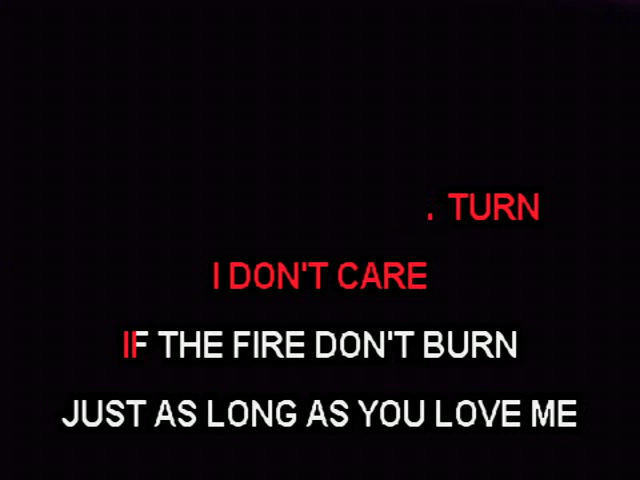 . TURN
I DON'T CARE
IF THE FIRE DON'T BURN
JUST AS LONG AS YOU LOVE ME